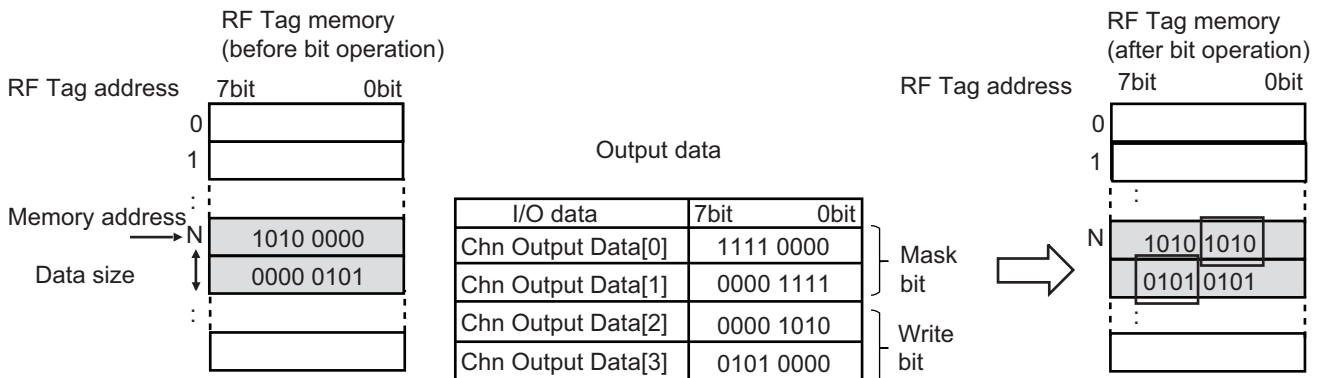 RF Tag memory
(before bit operation)
RF Tag address 7bit 0bit
0
1
:
Memory address
N 1010 0000
Data size 0000 0101
:
Output data
I/O data 7bit 0bit
Chn Output Data[0] 1111 0000
Chn Output Data[1] 0000 1111
Mask
bit
Chn Output Data[2] 0000 1010
Chn Output Data[3] 0101 0000
Write
bit
RF Tag memory
(after bit operation)
RF Tag address 7bit 0bit
0
1
:
N 1010 1010
0101 0101
: